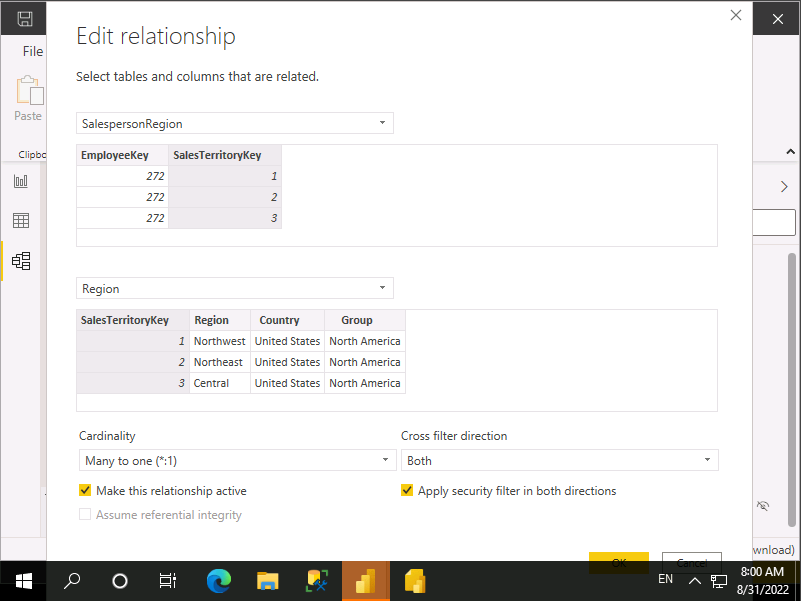 Edit relationship
File
Select tables and columns that are related.
Paste
SalespersonRegion
Clipbo
EmployeeKey SalesTerritoryKey
272 1
272 2
272 3
Region
SalesTerritoryKey Region Country Group
1 Northwest United States North America
2 Northeast United States North America
3 Central United States North America
Cardinality Cross filter direction
Many to one (*:1) Both
Make this relationship active Apply security filter in both directions
Assume referential integrity
wnload)
OK Cancel
EN 8:00 AM
8/31/2022